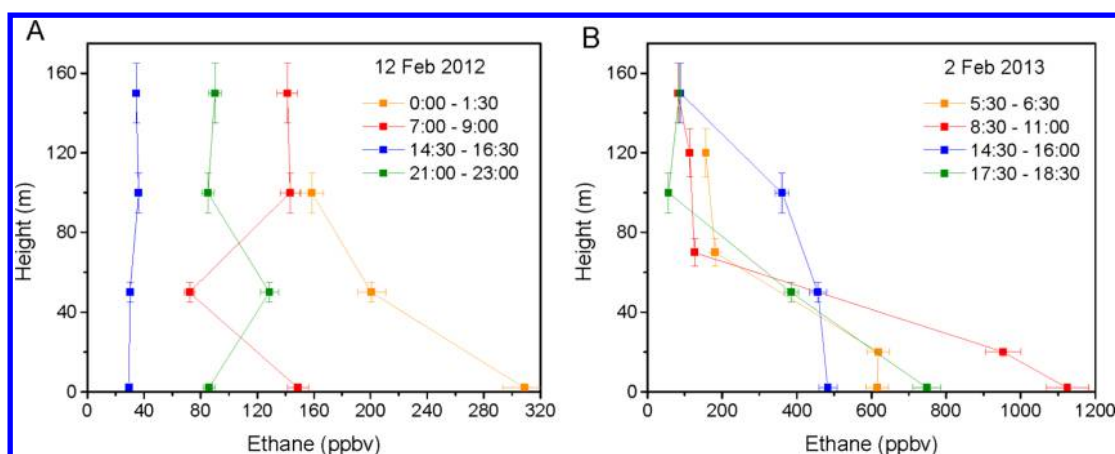 A
12 Feb 2012
0:00 - 1:30
7:00 - 9:00
14:30 - 16:30
21:00 - 23:00
Height (m)
160
120
80
40
0
0 40 80 120 160 200 240 280 320
Ethane (ppbv)
B
2 Feb 2013
5:30 - 6:30
8:30 - 11:00
14:30 - 16:00
17:30 - 18:30
Height (m)
160
120
80
40
0
0 200 400 600 800 1000 1200
Ethane (ppbv)